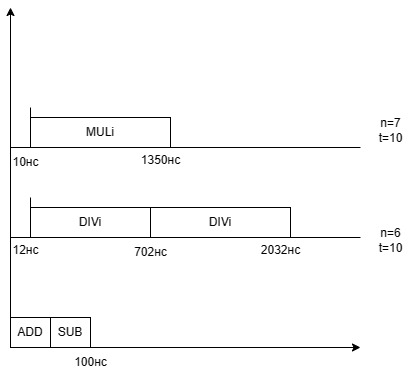 MULi
n=7
t=10
10нс
1350нс
DIVi
DIVi
n=6
t=10
12нс
702нс
2032нс
ADD
SUB
100нс